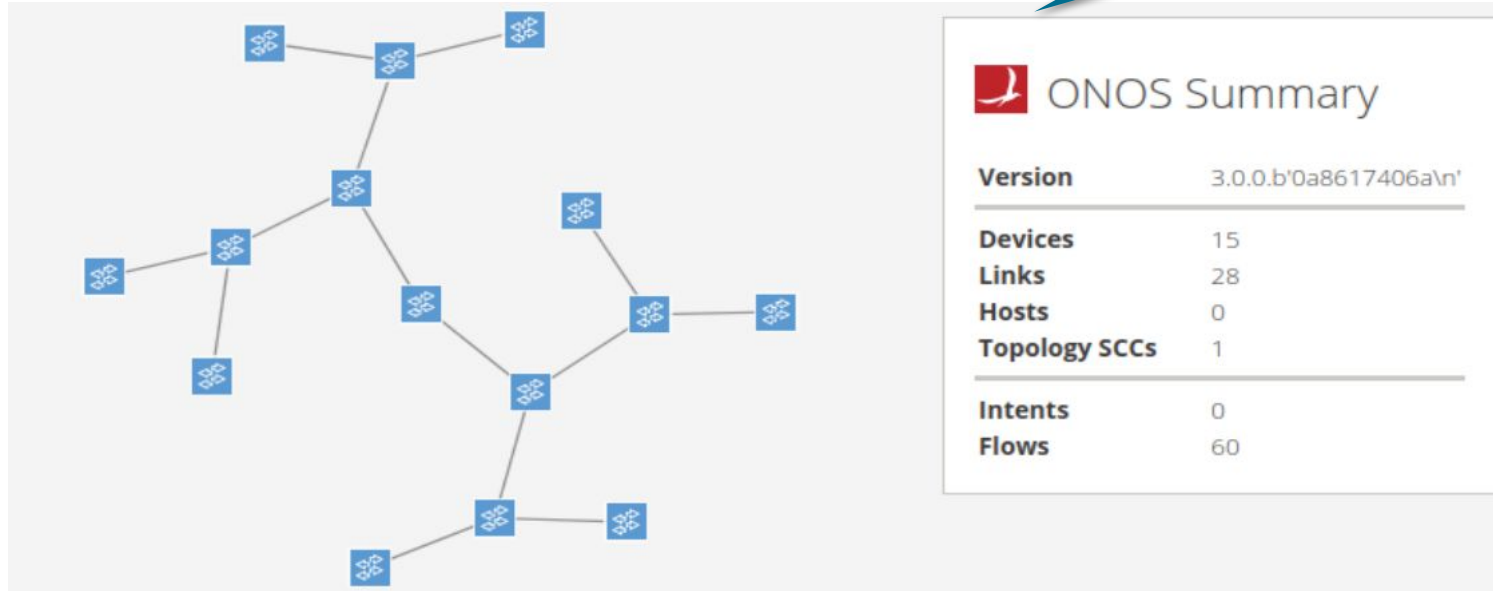 ONOS Summary
Version 3.0.0.b'0a8617406a\n'
Devices 15
Links 28
Hosts 0
Topology SCCs 1
Intents 0
Flows 60